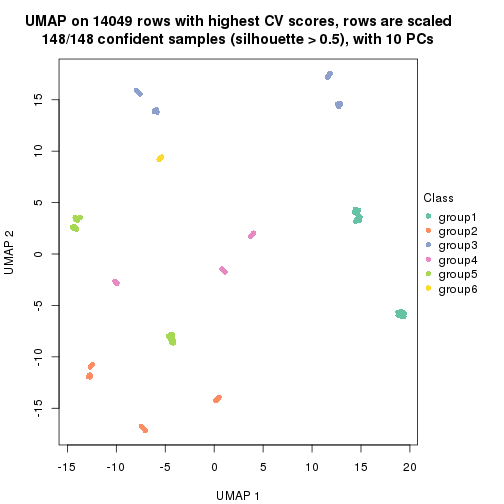 UMAP on 14049 rows with highest CV scores, rows are scaled
148/148 confident samples (silhouette > 0.5), with 10 PCs
15
10
5
0
-5
-10
-15
UMAP 2
-15
-10
-5
0
5
10
15
20
UMAP 1
Class
group1
group2
group3
group4
group5
group6